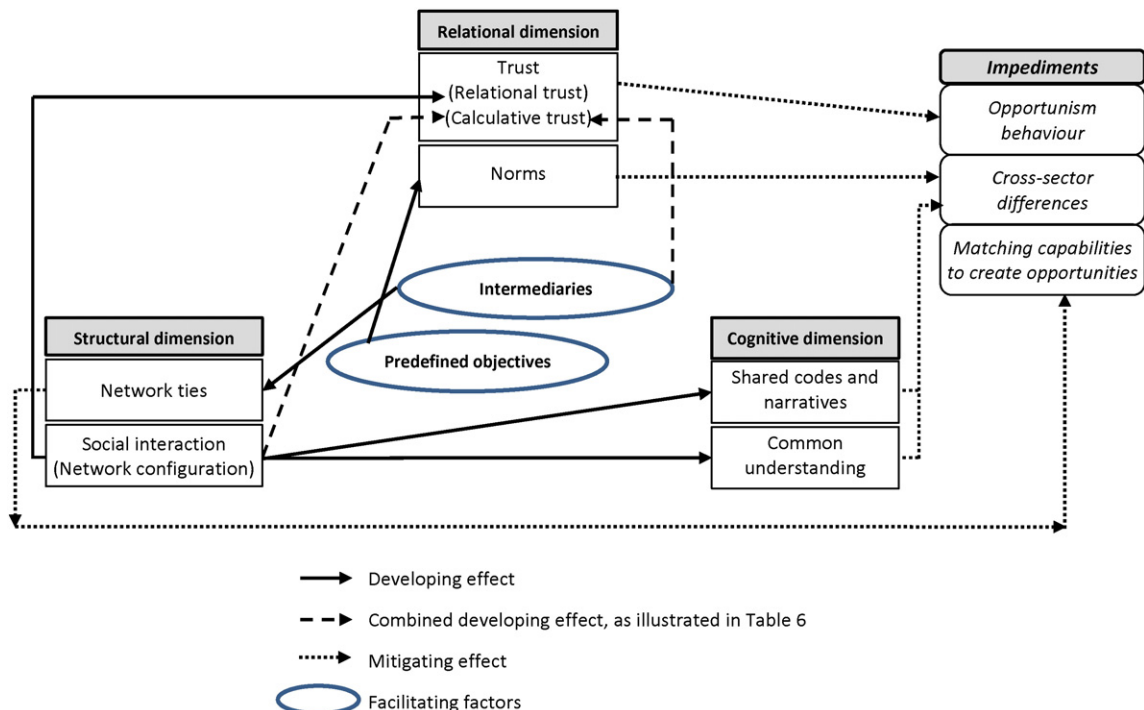 Relational dimension
Trust
(Relational trust)
(Calculative trust)
Norms
Impediments
Opportunism
behaviour
Cross-sector
differences
Matching capabilities
to create opportunities
Intermediaries
Predefined objectives
Structural dimension
Network ties
Social interaction
(Network configuration)
Cognitive dimension
Shared codes and
narratives
Common
understanding
Developing effect
Combined developing effect, as illustrated in Table 6
Mitigating effect
Facilitating factors